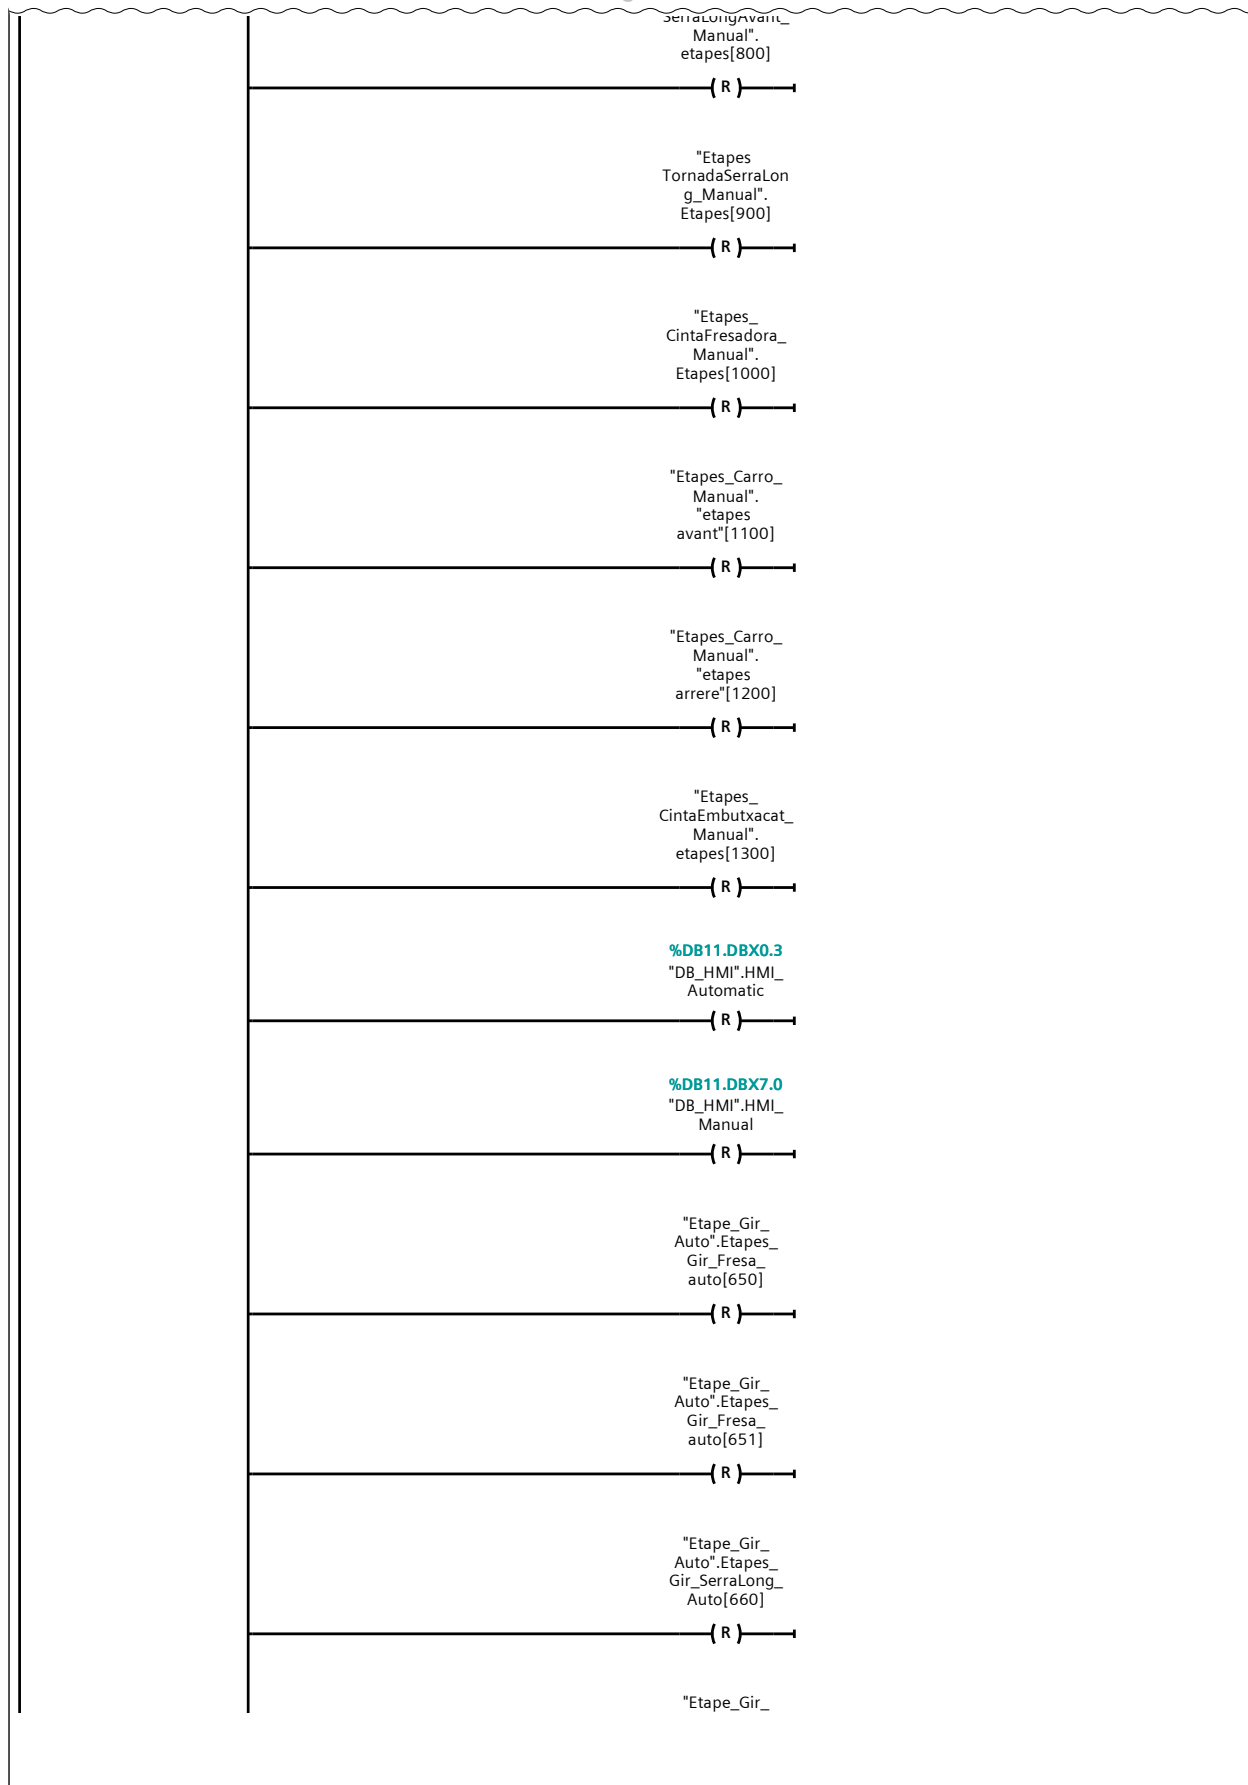 SerraLongAvant_
Manual".
etapes[800]
( R )
"Etapes
TornadaSerraLon
g_Manual".
Etapes[900]
( R )
"Etapes_
CintaFresadora_
Manual".
Etapes[1000]
( R )
"Etapes_Carro_
Manual".
"etapes
avant"[1100]
( R )
"Etapes_Carro_
Manual".
"etapes
arrere"[1200]
( R )
"Etapes_
CintaEmbutxacat_
Manual".
etapes[1300]
( R )
%DB11.DBX0.3
"DB_HMI".HMI_
Automatic
( R )
%DB11.DBX7.0
"DB_HMI".HMI_
Manual
( R )
"Etape_Gir_
Auto".Etapes_
Gir_Fresa_
auto[650]
( R )
"Etape_Gir_
Auto".Etapes_
Gir_Fresa_
auto[651]
( R )
"Etape_Gir_
Auto".Etapes_
Gir_SerraLong_
Auto[660]
( R )
"Etape_Gir_